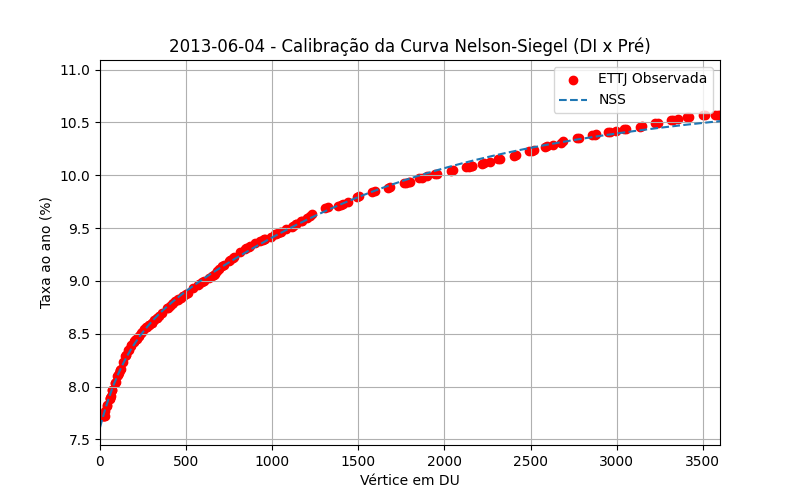 2013-06-04 - Calibração da Curva Nelson-Siegel (DI x Pré)
ETTJ Observada
NSS
Taxa ao ano (%)
11.0
10.5
10.0
9.5
9.0
8.5
8.0
7.5
0 500 1000 1500 2000 2500 3000 3500
Vértice em DU